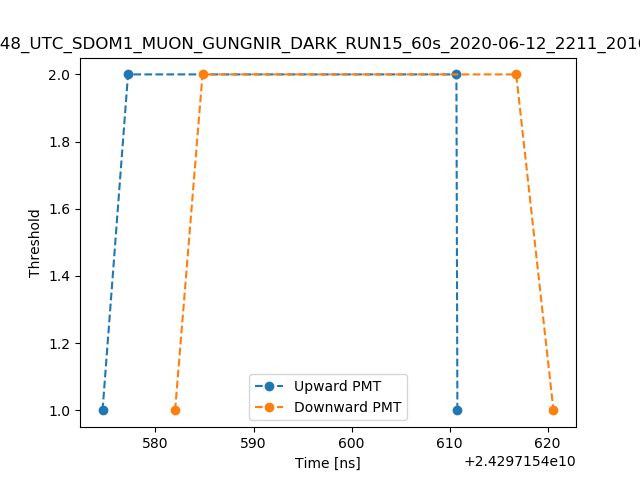 48_UTC_SDOM1_MUON_GUNGNIR_DARK_RUN15_60s_2020-06-12_2211_201
2.0
1.8
1.6
1.4
1.2
1.0
Threshold
Upward PMT
Downward PMT
580
590
600
610
620
Time [ns]
+2.4297154e10